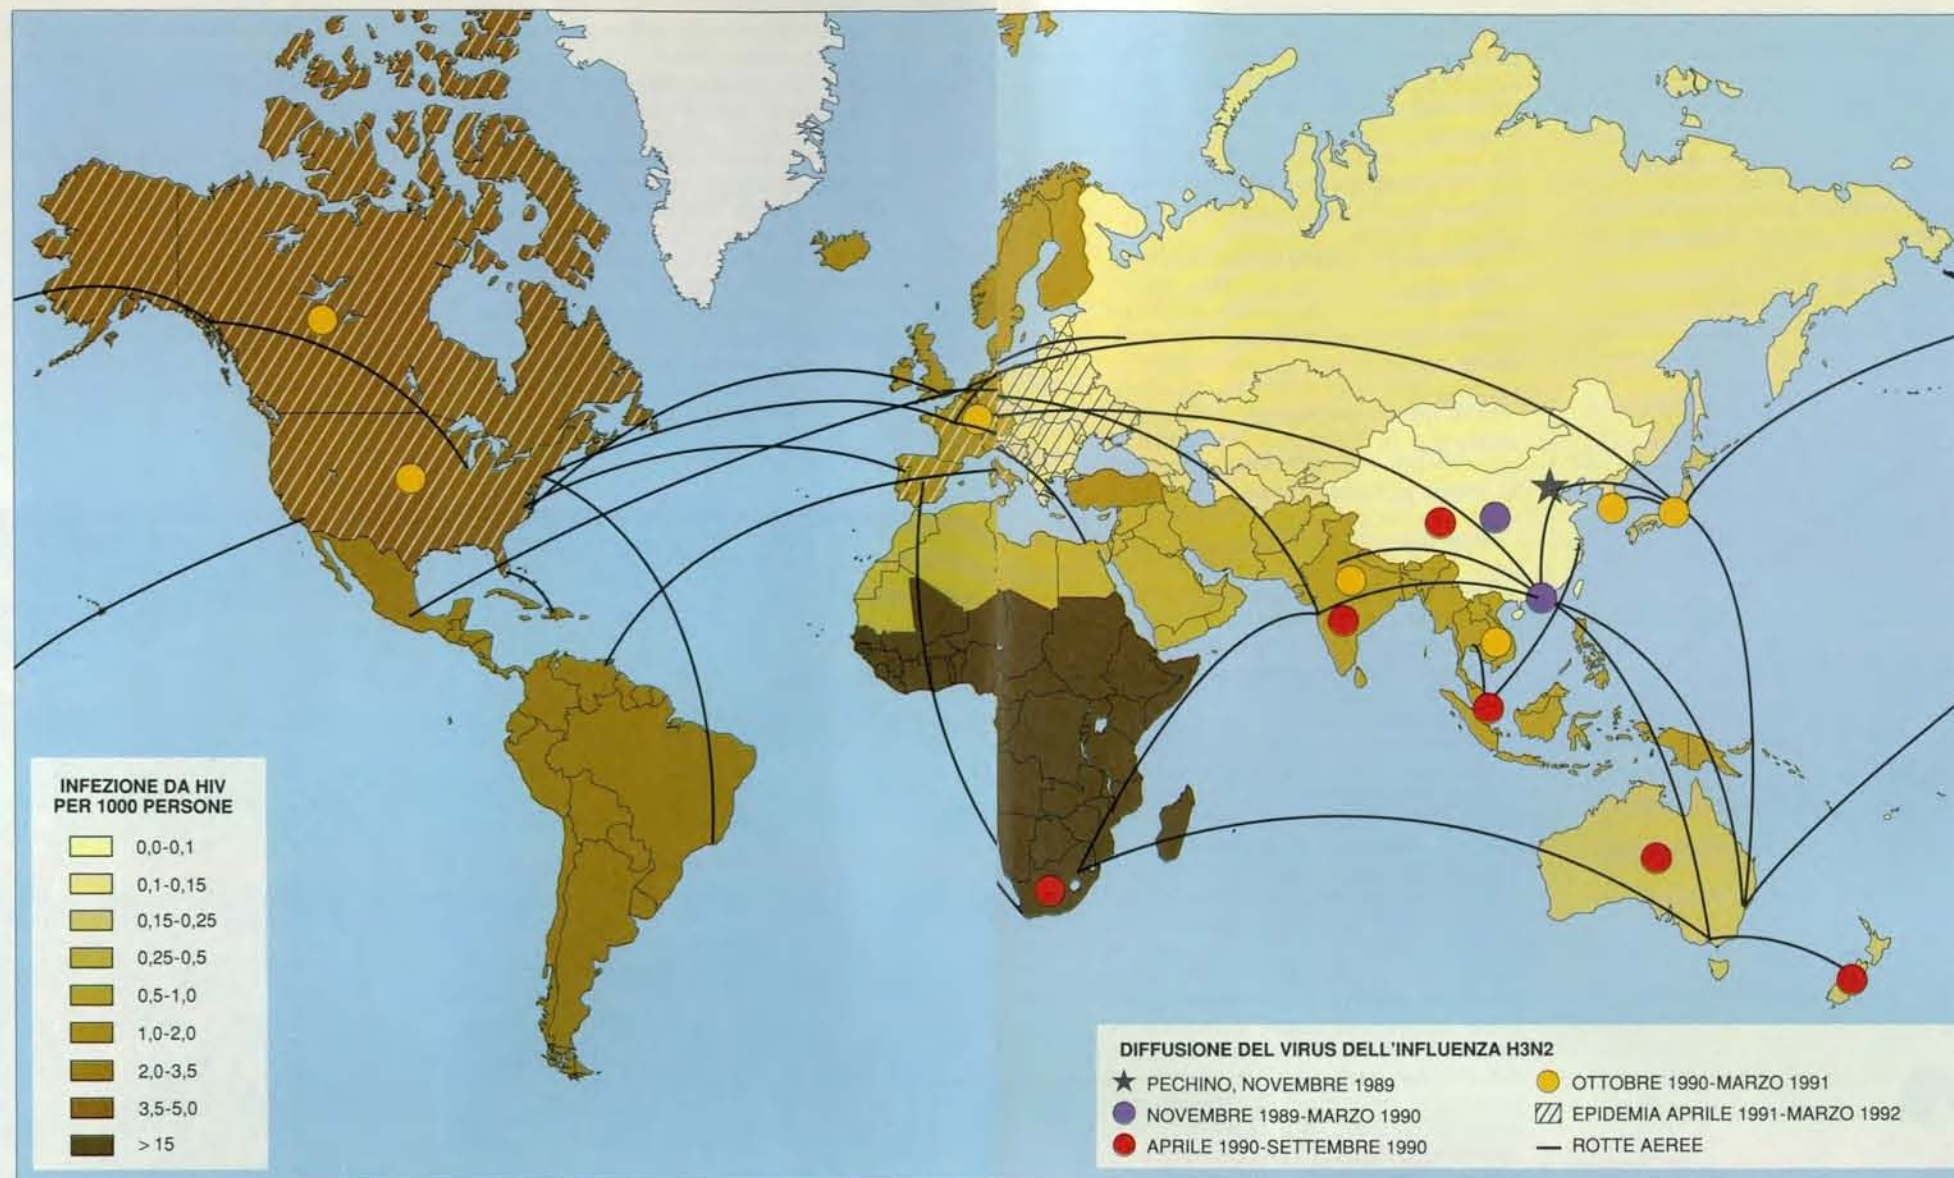 INFEZIONE DA HIV
PER 1000 PERSONE
0,0-0,1
0,1-0,15
0,15-0,25
0,25-0,5
0,5-1,0
1,0-2,0
2,0-3,5
3,5-5,0
> 15
DIFFUSIONE DEL VIRUS DELL'INFLUENZA H3N2
PECHINO, NOVEMBRE 1989
NOVEMBRE 1989-MARZO 1990
APRILE 1990-SETTEMBRE 1990
OTTOBRE 1990-MARZO 1991
EPIDEMIA APRILE 1991-MARZO 1992
ROTTE AEREE